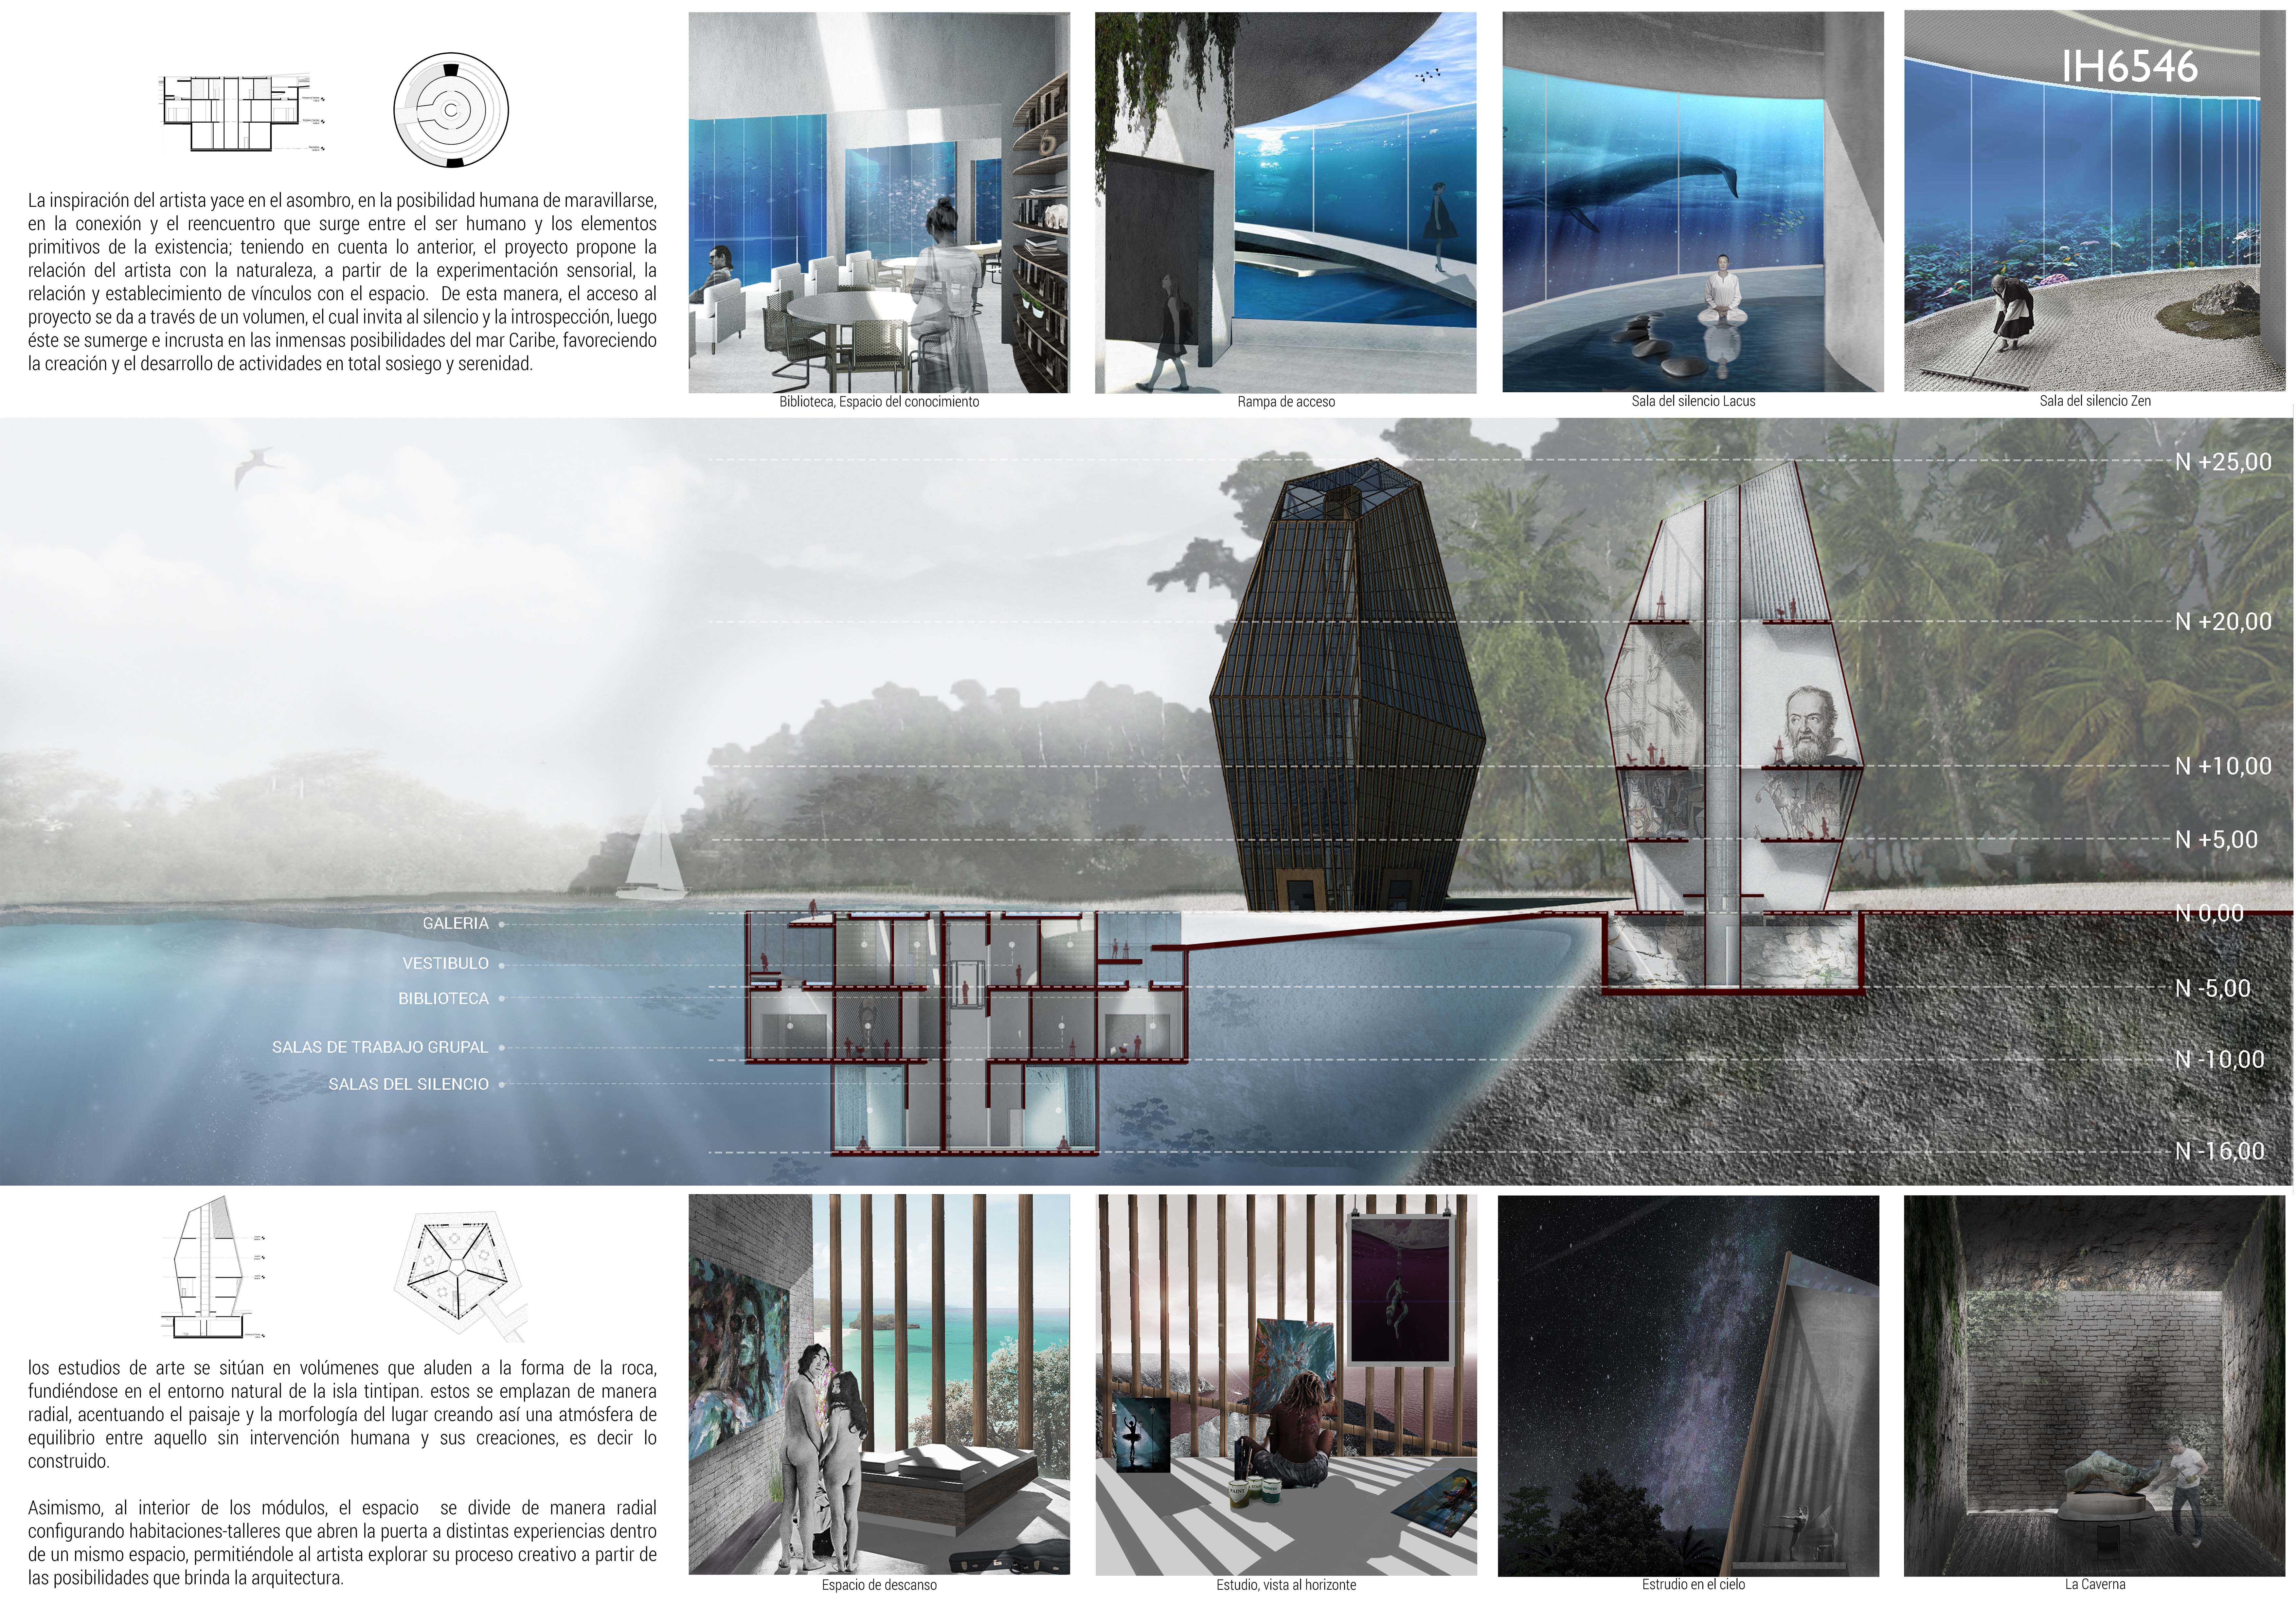 IH6546
La inspiración del artista yace en el asombro, en la posibilidad humana de maravillarse,
en la conexión y el reencuentro que surge entre el ser humano y los elementos
primitivos de la existencia; teniendo en cuenta lo anterior, el proyecto propone la
relación del artista con la naturaleza, a partir de la experimentación sensorial, la
relación y establecimiento de vínculos con el espacio. De esta manera, el acceso al
proyecto se da a través de un volumen, el cual invita al silencio y la introspección, luego
éste se sumerge e incrusta en las inmensas posibilidades del mar Caribe, favoreciendo
la creación y el desarrollo de actividades en total sosiego y serenidad.
Biblioteca, Espacio del conocimiento
Rampa de acceso
Sala del silencio Lacus
Sala del silencio Zen
N +25,00
N +20,00
N +10,00
N +5,00
N 0,00
N -5,00
N -10,00
N -16,00
GALERIA
VESTIBULO
BIBLIOTECA
SALAS DE TRABAJO GRUPAL
SALAS DEL SILENCIO
los estudios de arte se sitúan en volúmenes que aluden a la forma de la roca,
fundiéndose en el entorno natural de la isla tintipan. estos se emplazan de manera
radial, acentuando el paisaje y la morfología del lugar creando así una atmósfera de
equilibrio entre aquello sin intervención humana y sus creaciones, es decir lo
construido.
Asimismo, al interior de los módulos, el espacio se divide de manera radial
configurando habitaciones-talleres que abren la puerta a distintas experiencias dentro
de un mismo espacio, permitiéndole al artista explorar su proceso creativo a partir de
las posibilidades que brinda la arquitectura.
PAINT
Espacio de descanso
Estudio, vista al horizonte
Estrudio en el cielo
La Caverna